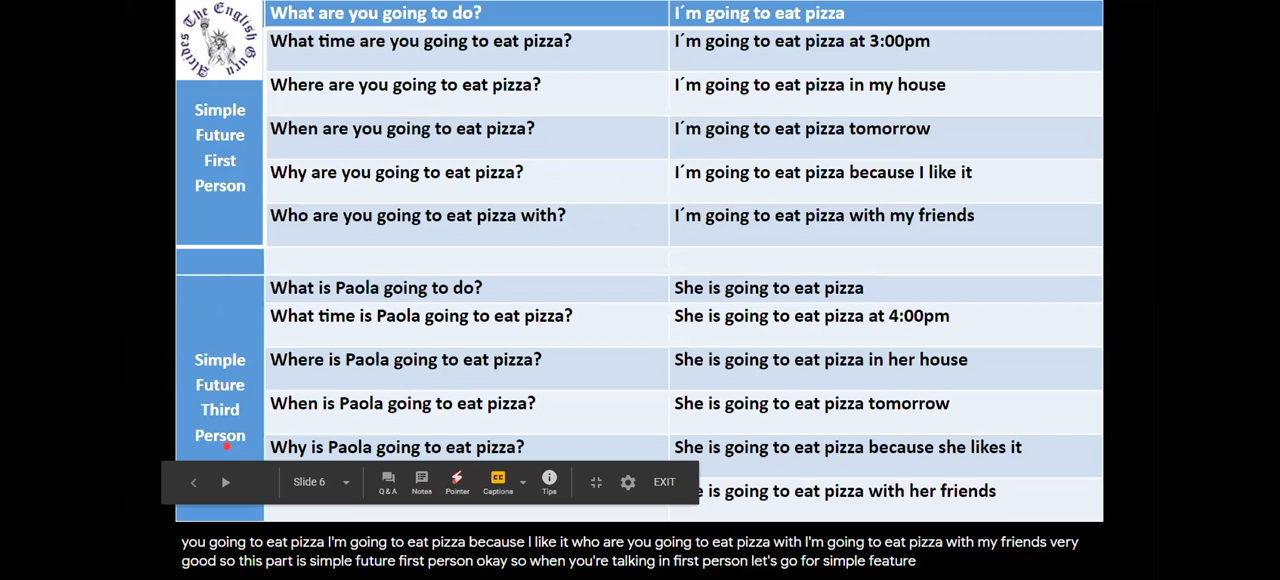 Alcibes The English Guru
What are you going to do? I´m going to eat pizza
What time are you going to eat pizza? I´m going to eat pizza at 3:00pm
Where are you going to eat pizza? I´m going to eat pizza in my house
When are you going to eat pizza? I´m going to eat pizza tomorrow
Why are you going to eat pizza? I´m going to eat pizza because I like it
Who are you going to eat pizza with? I´m going to eat pizza with my friends
Simple
Future
First
Person
What is Paola going to do? She is going to eat pizza
What time is Paola going to eat pizza? She is going to eat pizza at 4:00pm
Where is Paola going to eat pizza? She is going to eat pizza in her house
When is Paola going to eat pizza? She is going to eat pizza tomorrow
Why is Paola going to eat pizza? She is going to eat pizza because she likes it
is going to eat pizza with her friends
Simple
Future
Third
Person
Slide 6 Q&A Notes Pointer CC Captions Tips EXIT
you going to eat pizza I'm going to eat pizza because I like it who are you going to eat pizza with I'm going to eat pizza with my friends very
good so this part is simple future first person okay so when you're talking in first person let's go for simple feature